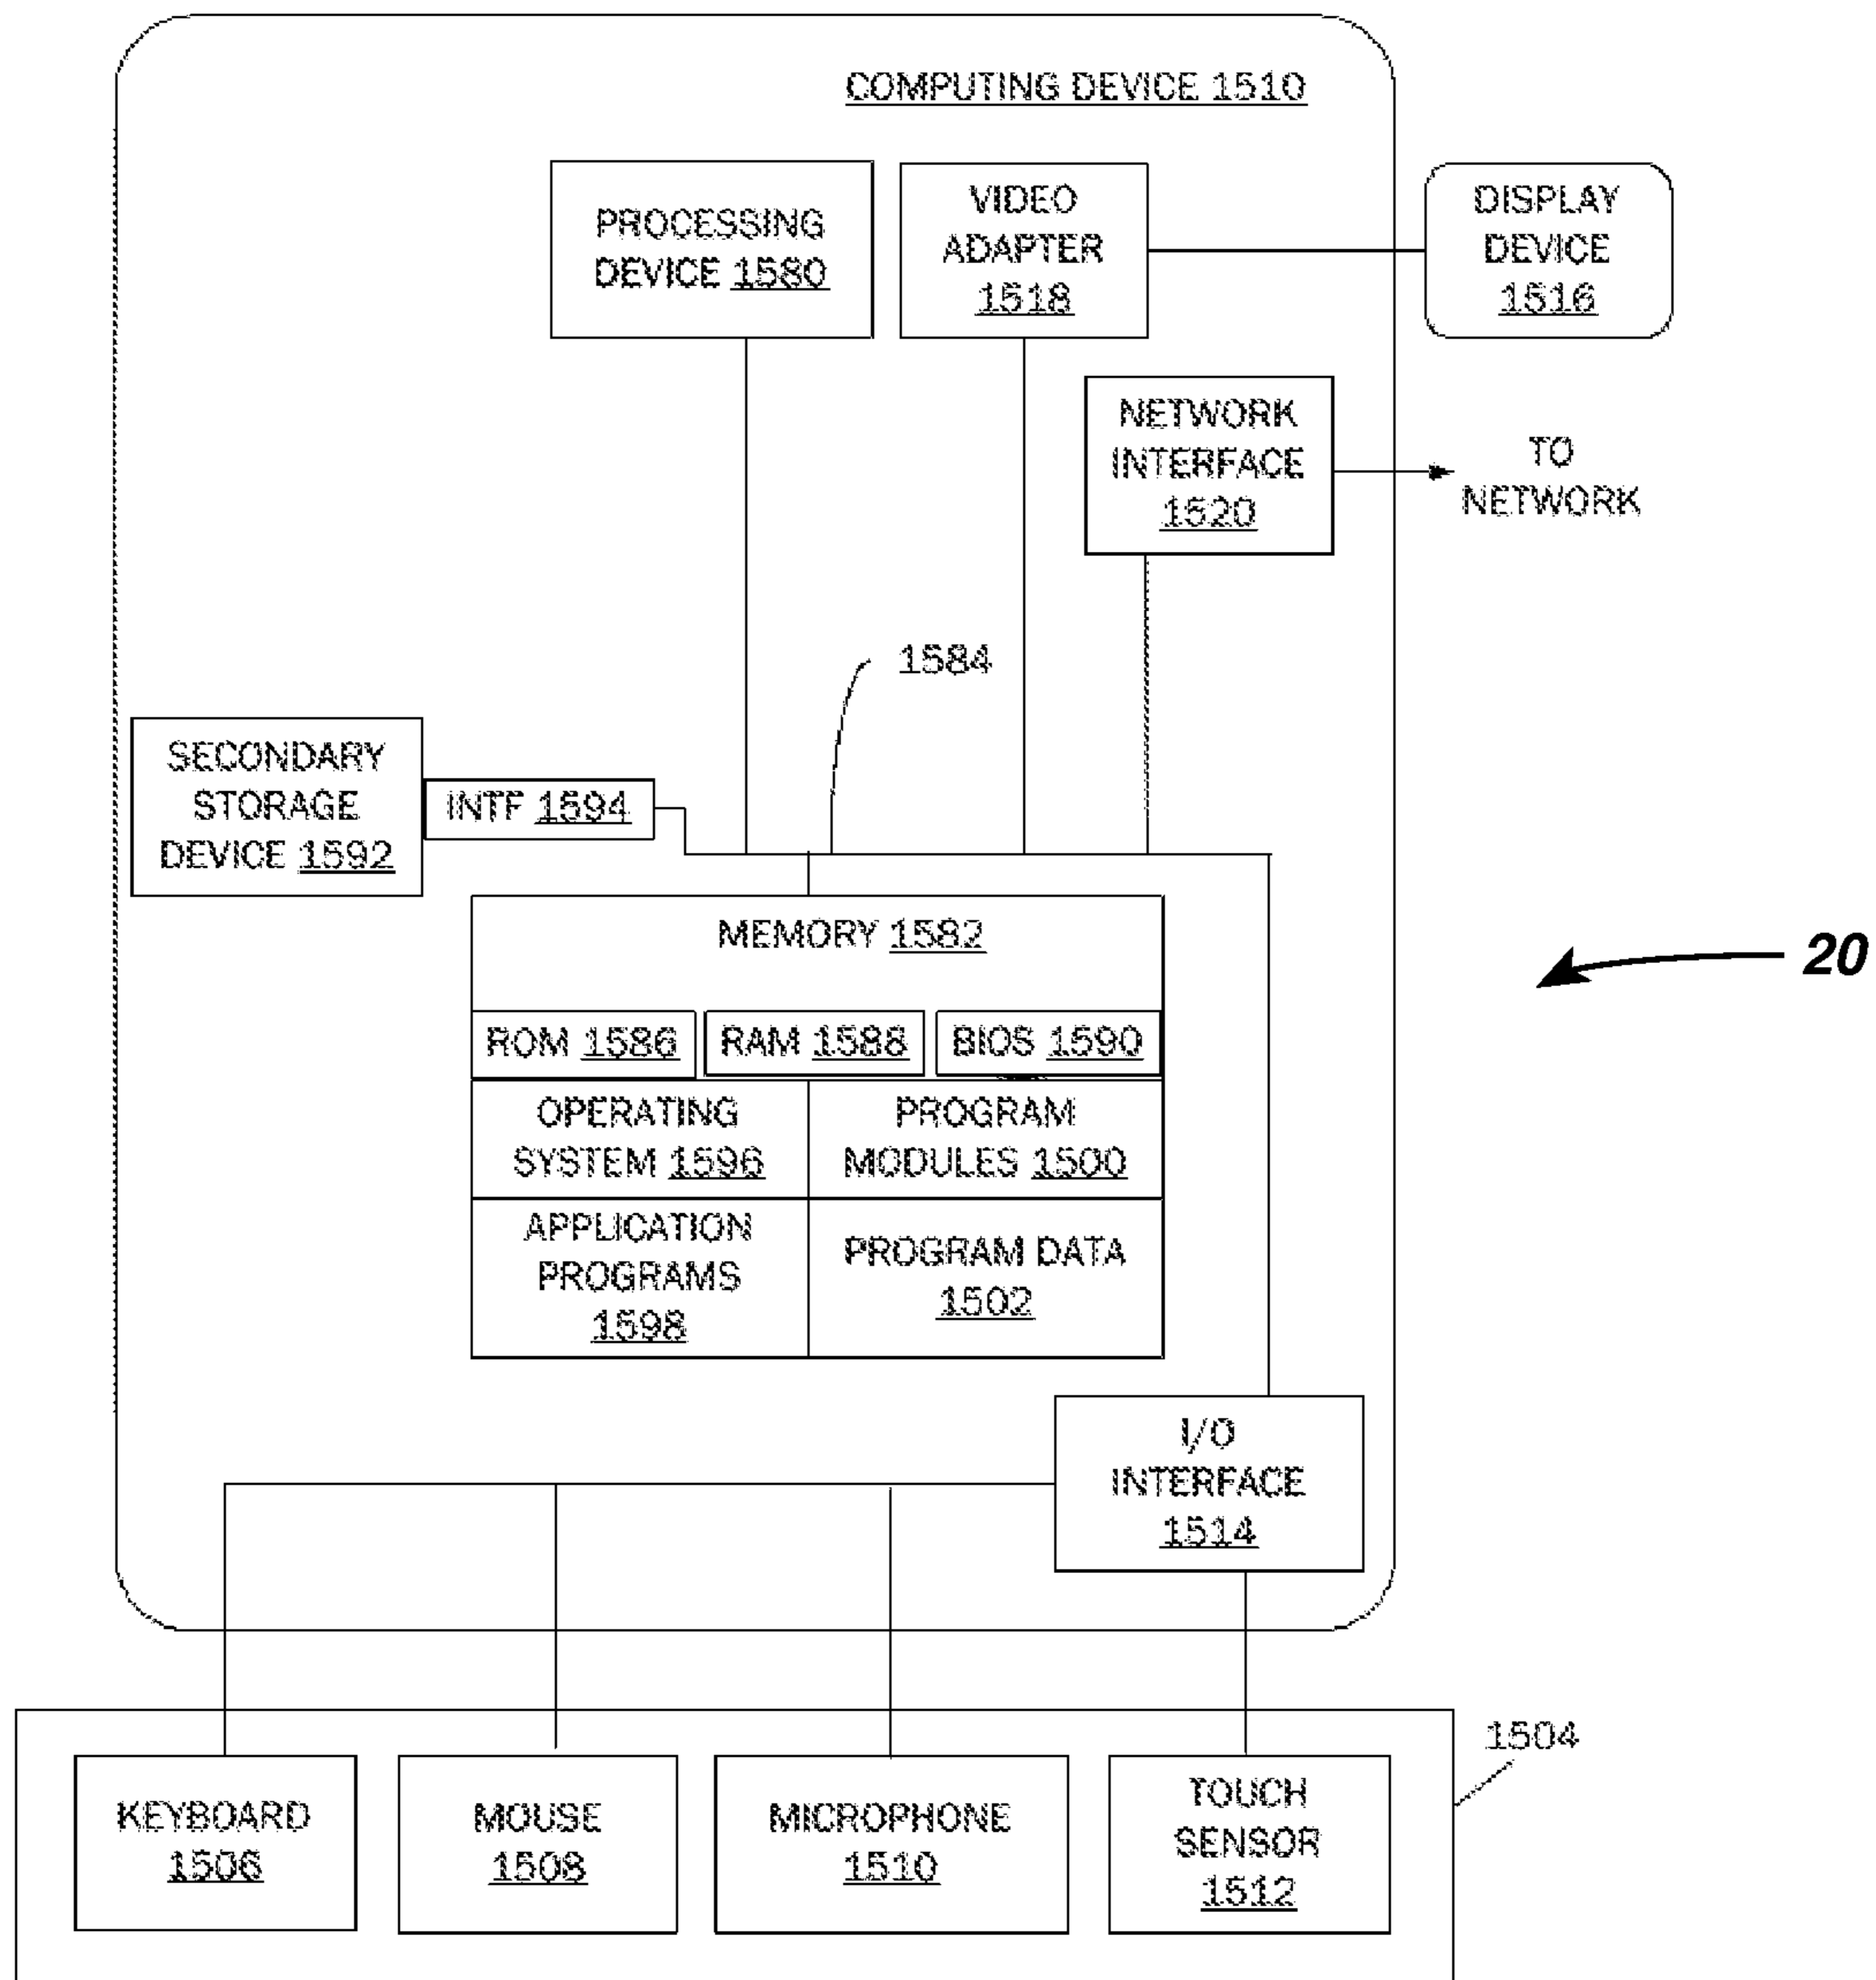 COMPUTING DEVICE 1510
PROCESSING
DEVICE 1580
VIDEO
ADAPTER
1518
DISPLAY
DEVICE
1516
NETWORK
INTERFACE
1520
TO
NETWORK
1584
SECONDARY
STORAGE
DEVICE 1592
INTF 1594
MEMORY 1582
20
ROM 1586
RAM 1588
BIOS 1590
OPERATING
SYSTEM 1596
PROGRAM
MODULES 1500
APPLICATION
PROGRAMS
1598
PROGRAM DATA
1502
I/O
INTERFACE
1514
1504
KEYBOARD
1506
MOUSE
1508
MICROPHONE
1510
TOUCH
SENSOR
1512